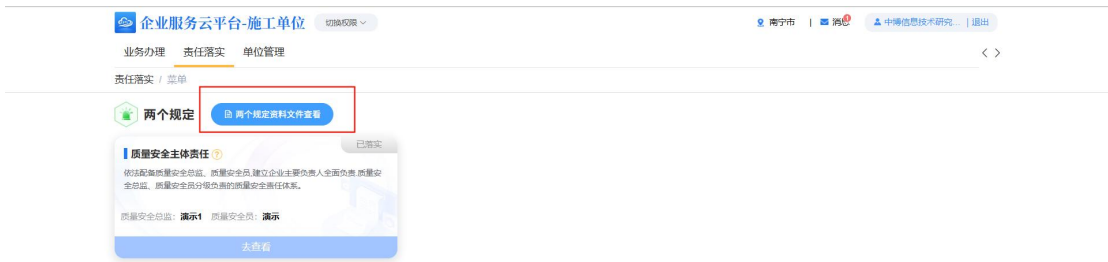 企业服务云平台-施工单位 切换权限
南宁市 | 消息 中博信息技术研究... | 退出
业务办理 责任落实 单位管理
责任落实 / 菜单
两个规定 两个规定资料文件查看
已落实
质量安全主体责任
依法配备质量安全总监、质量安全员,建立企业主要负责人全面负责,质量安
全总监、质量安全员分级负责的质量安全责任体系。
质量安全总监: 演示1 质量安全员: 演示
去查看